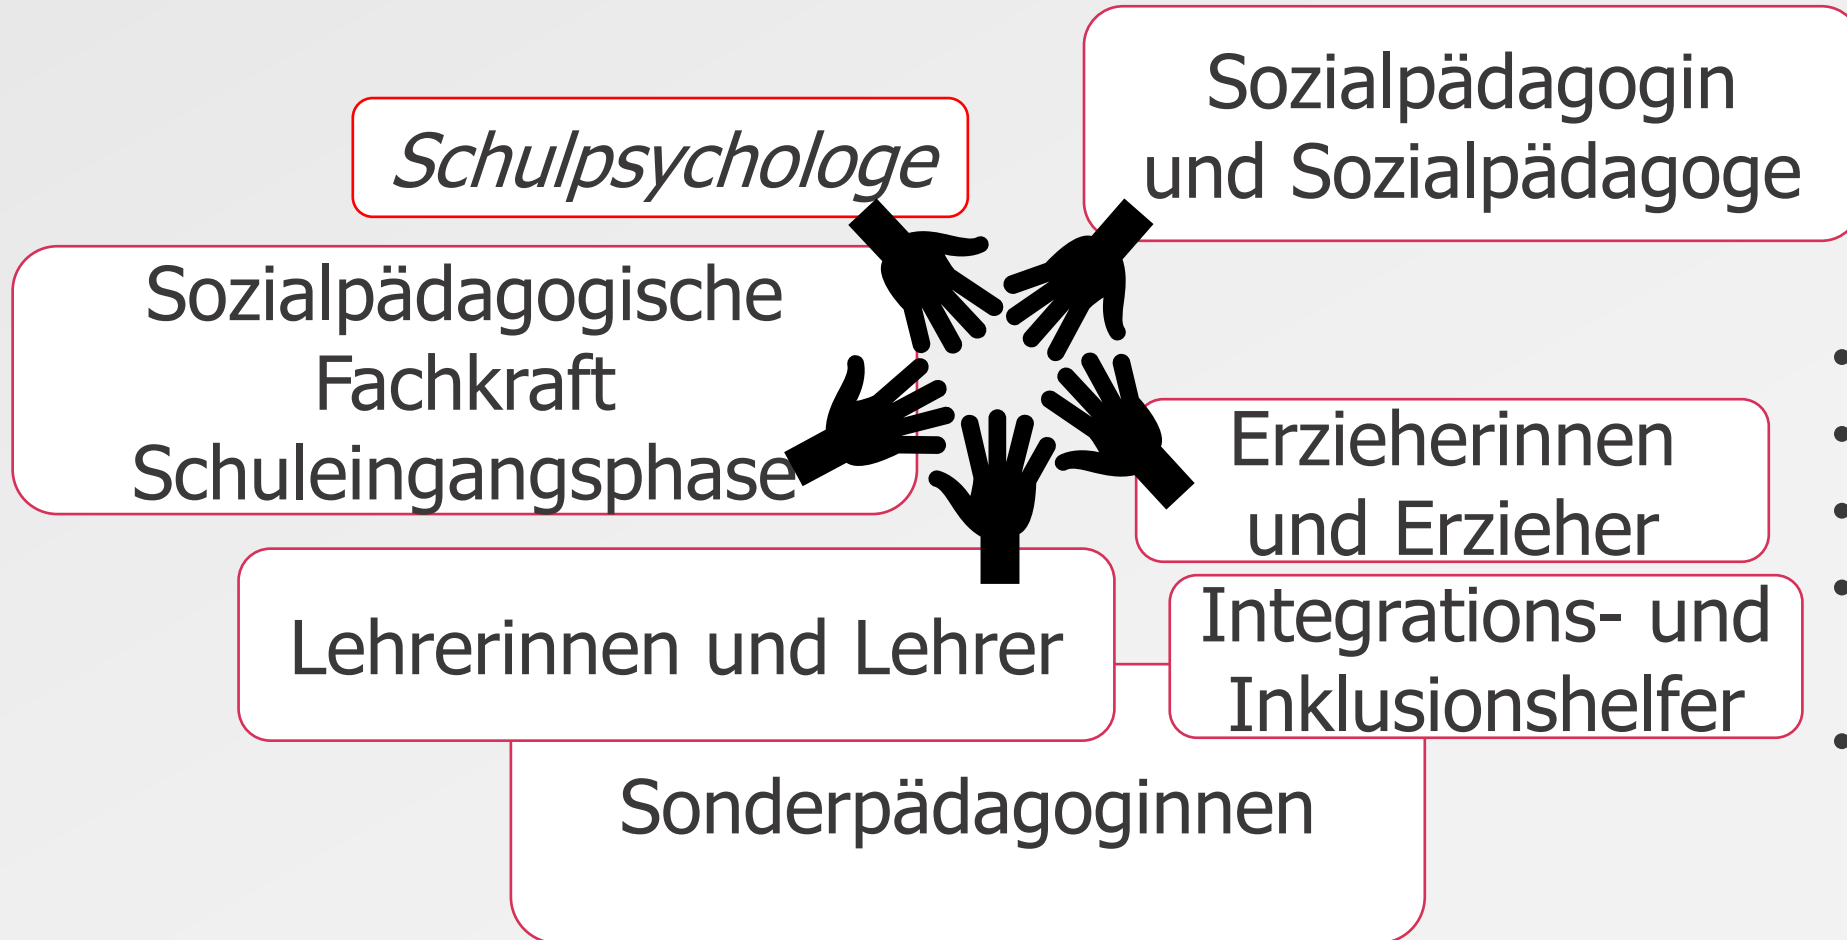 Schulpsychologe
Sozialpädagogin
und Sozialpädagoge
Sozialpädagogische
Fachkraft
Schuleingangsphase
Erzieherinnen
und Erzieher
Integrations- und
Inklusionshelfer
Lehrerinnen und Lehrer
Sonderpädagoginnen